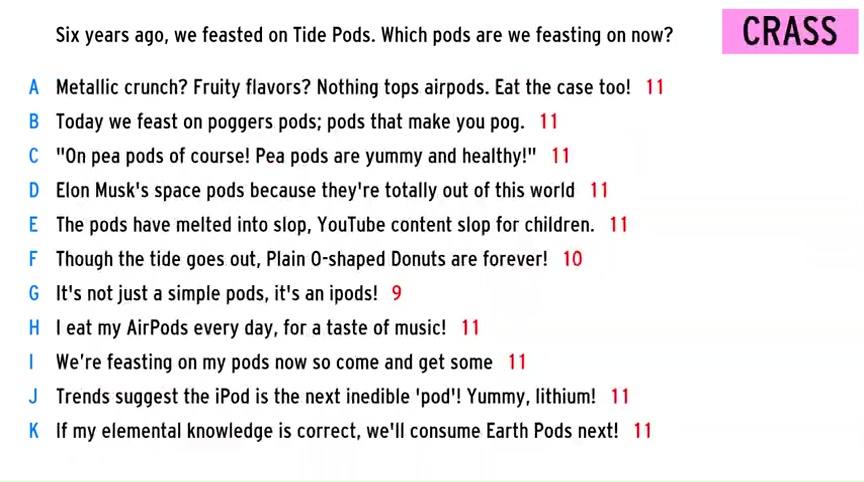 Six years ago, we feasted on Tide Pods. Which pods are we feasting on now?
CRASS
A Metallic crunch? Fruity flavors? Nothing tops airpods. Eat the case too! 11
B Today we feast on poggers pods; pods that make you pog. 11
C "On pea pods of course! Pea pods are yummy and healthy!" 11
D Elon Musk's space pods because they're totally out of this world 11
E The pods have melted into slop, YouTube content slop for children. 11
F Though the tide goes out, Plain O-shaped Donuts are forever! 10
G It's not just a simple pods, it's an ipods! 9
H I eat my AirPods every day, for a taste of music! 11
I We're feasting on my pods now so come and get some 11
J Trends suggest the iPod is the next inedible 'pod'! Yummy, lithium! 11
K If my elemental knowledge is correct, we'll consume Earth Pods next! 11